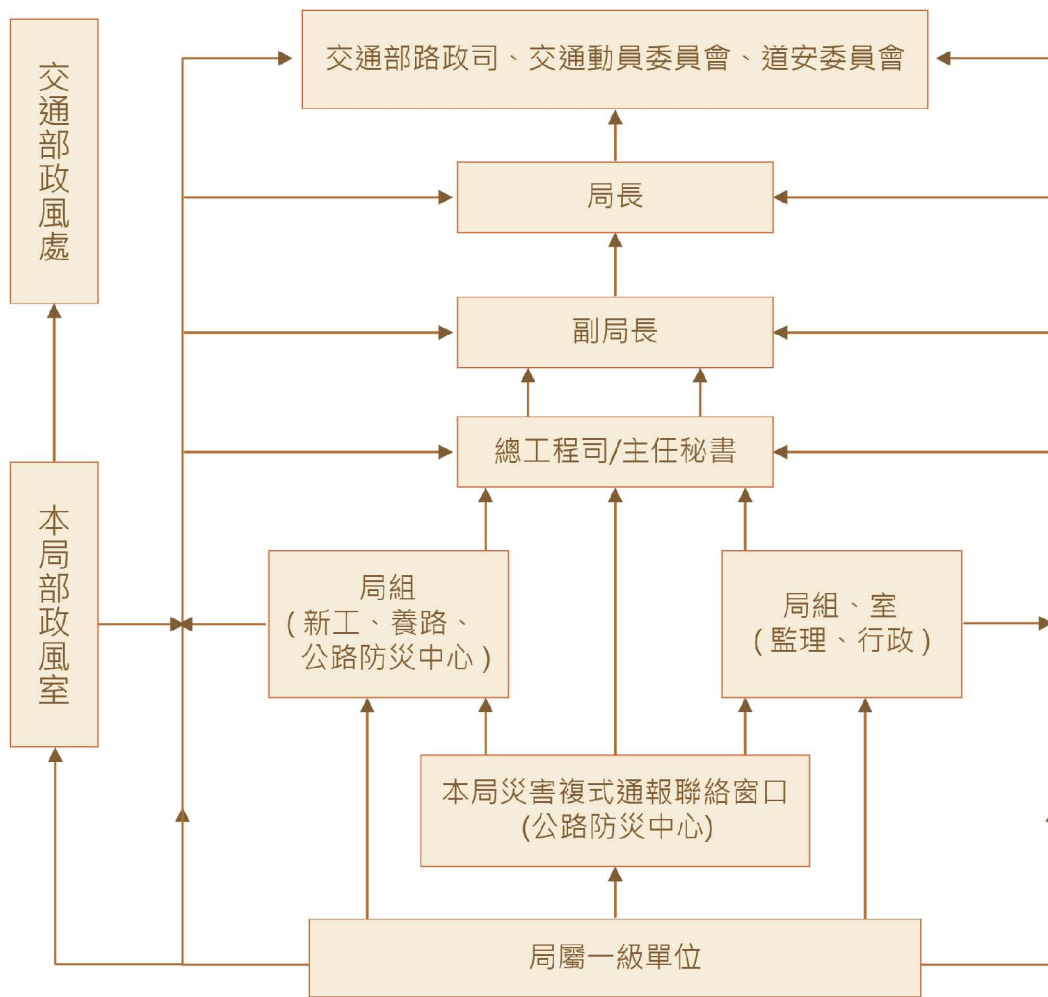 交通部路政司、交通動員委員會、道安委員會
交通部政風處
局長
副局長
總工程司/主任秘書
本局部政風室
局組
( 新工、養路、
公路防災中心 )
局組、室
( 監理、行政 )
本局災害複式通報聯絡窗口
(公路防災中心)
局屬一級單位